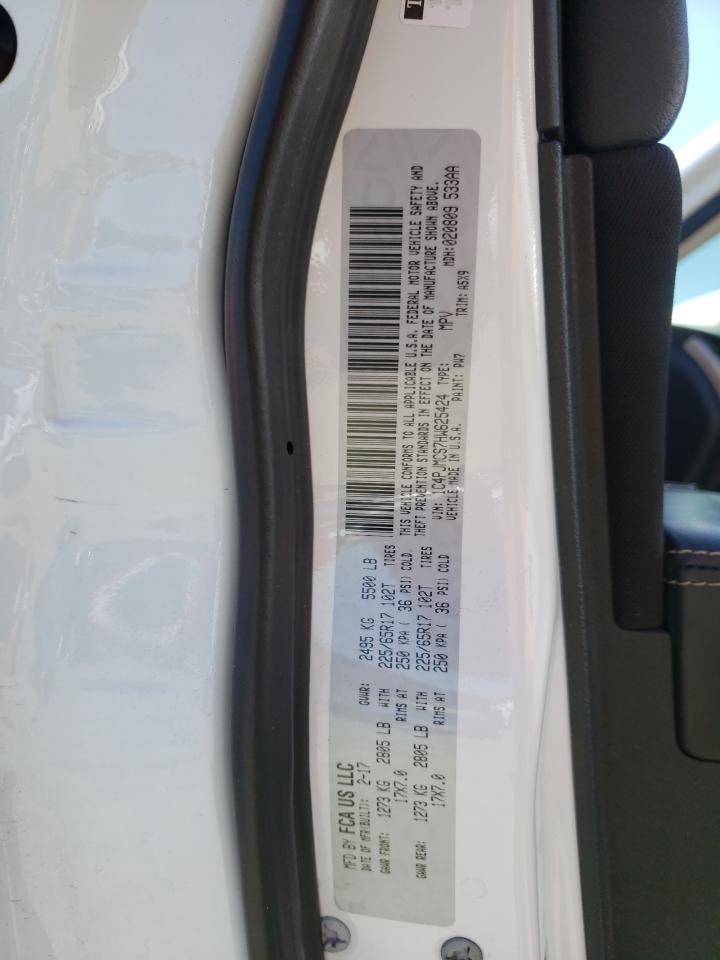 MFD BY FCA US LLC
DATE OF MFR(BUILT): 2-17 GVWR: 2495 KG 5500 LB
GAWR FRONT: 1273 KG 2805 LB WITH 225/65R17 102T TIRES
17X7.0 RIMS AT 250 KPA ( 36 PSI) COLD
GAWR REAR: 1273 KG 2805 LB WITH 225/65R17 102T TIRES
17X7.0 RIMS AT 250 KPA ( 36 PSI) COLD
THIS VEHICLE CONFORMS TO ALL APPLICABLE U.S.A. FEDERAL MOTOR VEHICLE SAFETY AND
THEFT PREVENTION STANDARDS IN EFFECT ON THE DATE OF MANUFACTURE SHOWN ABOVE.
VIN: 1C4PJMCS7HW625424 TYPE: MPV MDH:020809 533AA
VEHICLE MADE IN U.S.A. PAINT: PW7 TRIM: A5X9